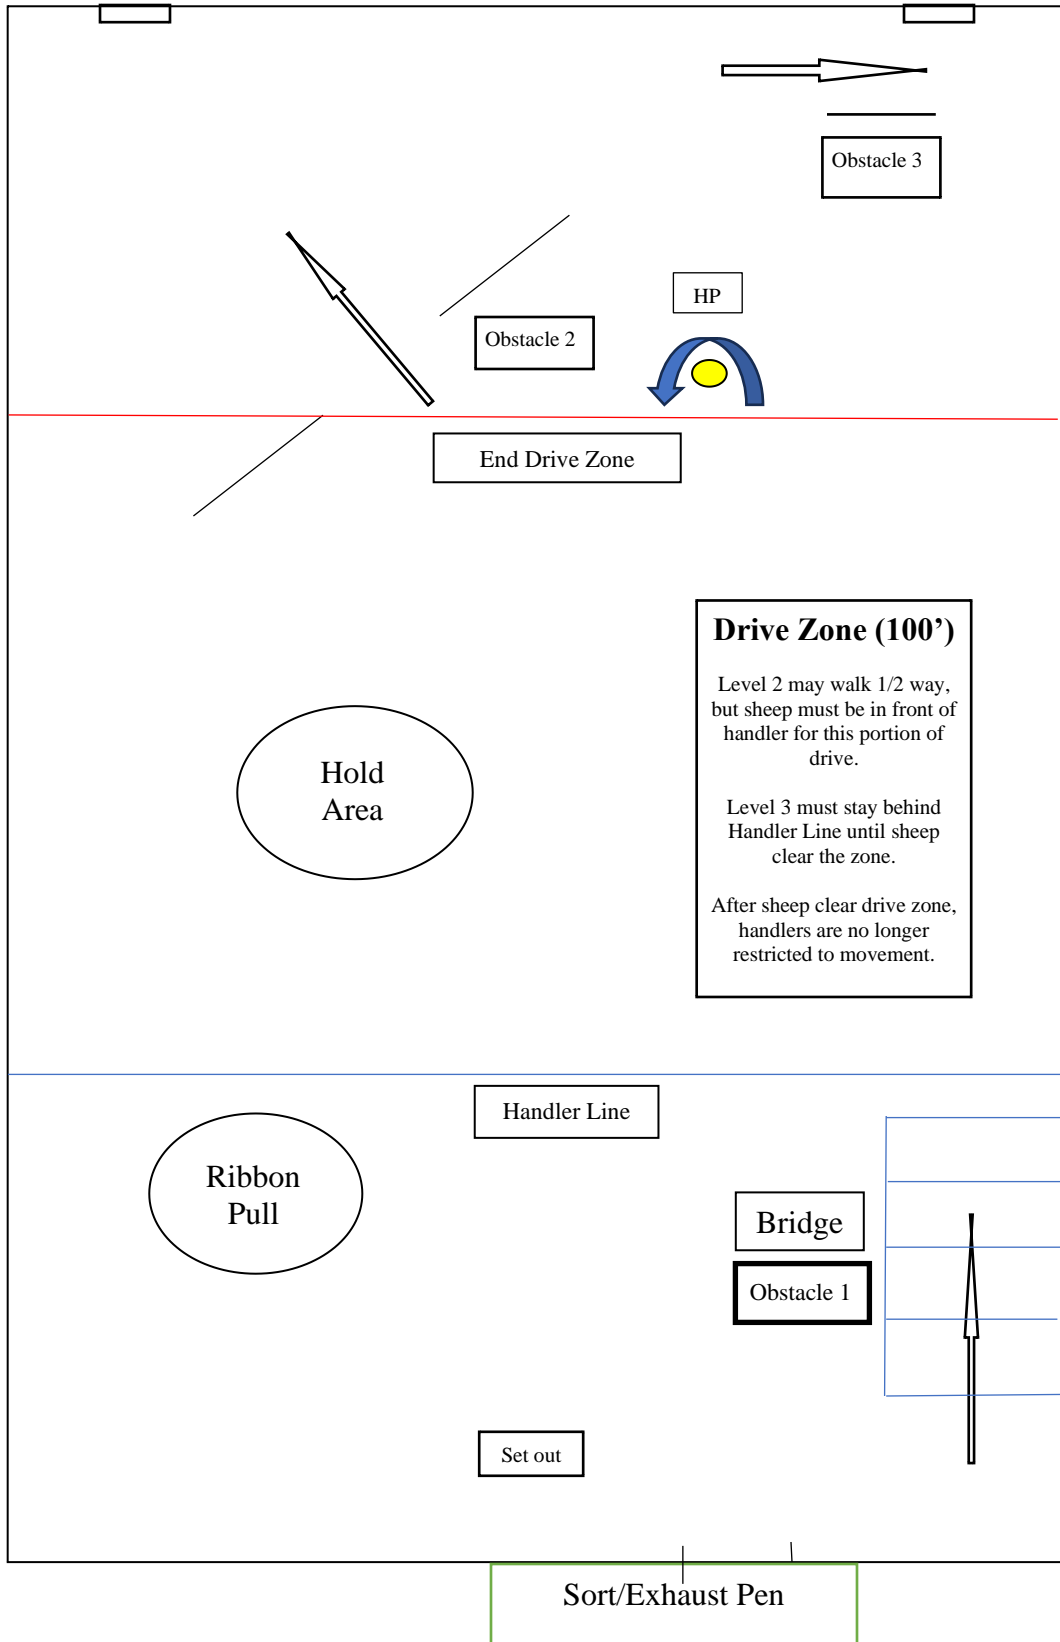 Obstacle 3
HP
Obstacle 2
End Drive Zone
Drive Zone (100’)
Level 2 may walk 1/2 way,
but sheep must be in front of
handler for this portion of
drive.
Level 3 must stay behind
Handler Line until sheep
clear the zone.
After sheep clear drive zone,
handlers are no longer
restricted to movement.
Hold
Area
Handler Line
Ribbon
Pull
Bridge
Obstacle 1
Set out
Sort/Exhaust Pen